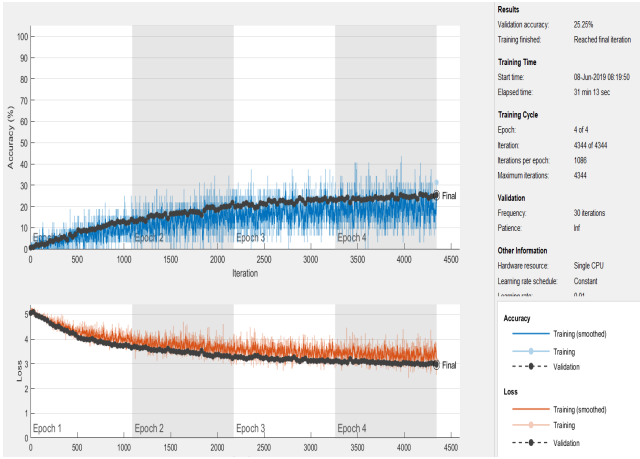 Results
Validation accuracy: 25.25%
Training finished: Reached final iteration
Training Time
Start time: 08-Jun-2019 08:19:50
Elapsed time: 31 min 13 sec
Training Cycle
Epoch: 4 of 4
Iteration: 4344 of 4344
Iterations per epoch: 1086
Maximum iterations: 4344
Validation
Frequency: 30 iterations
Patience: Inf
Other Information
Hardware resource: Single CPU
Learning rate schedule: Constant
Learning rate: 0.01
Accuracy (%)
100
90
80
70
60
50
40
30
20
10
0
Final
Epoch 2 Epoch 3 Epoch 4
0 500 1000 1500 2000 2500 3000 3500 4000 4500
Iteration
Loss
5
4
3
2
1
0
Final
Epoch 1 Epoch 2 Epoch 3 Epoch 4
0 500 1000 1500 2000 2500 3000 3500 4000 4500
Accuracy
Training (smoothed)
Training
Validation
Loss
Training (smoothed)
Training
Validation